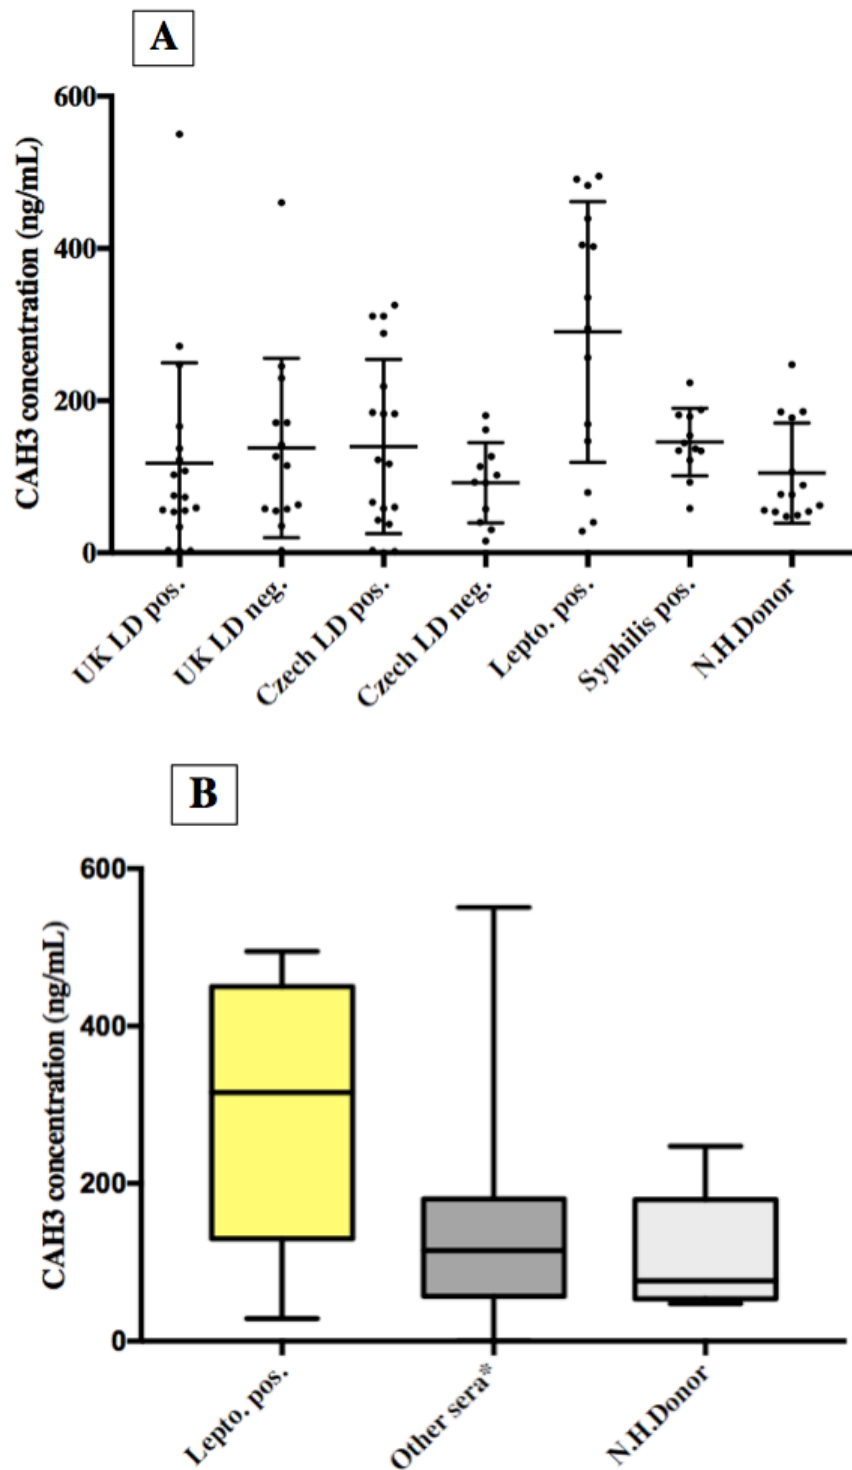 A
CAH3 concentration (ng/mL)
600
400
200
0
UK LD pos.
UK LD neg.
Czech LD pos.
Czech LD neg.
Lepto. pos.
Syphilis pos.
N.H.Donor
B
CAH3 concentration (ng/mL)
600
400
200
0
Lepto. pos.
Other sera*
N.H.Donor